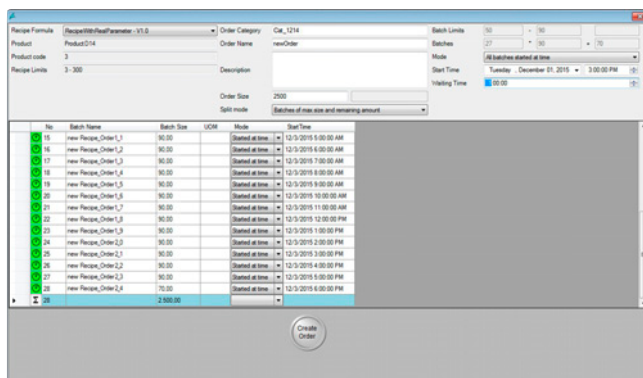 Recipe Formula RecipeWithRealParameter - V1.0 Order Category Cat_1214 Batch Limits 50 - 90
Product Product D14 Order Name newOrder Batches 27 * 90 + 70
Product code 3 Mode All batches started at time
Recipe Limits 3 - 300 Description Start Time Tuesday , December 01, 2015 3:00:00 PM
Waiting Time 00:00
Order Size 2500
Split mode Batches of max size and remaining amount
No Batch Name Batch Size UOM Mode StartTime
15 new Recipe_Order1_1 90,00 Started at time 12/3/2015 5:00:00 AM
16 new Recipe_Order1_2 90,00 Started at time 12/3/2015 6:00:00 AM
17 new Recipe_Order1_3 90,00 Started at time 12/3/2015 7:00:00 AM
18 new Recipe_Order1_4 90,00 Started at time 12/3/2015 8:00:00 AM
19 new Recipe_Order1_5 90,00 Started at time 12/3/2015 9:00:00 AM
20 new Recipe_Order1_6 90,00 Started at time 12/3/2015 10:00:00 AM
21 new Recipe_Order1_7 90,00 Started at time 12/3/2015 11:00:00 AM
22 new Recipe_Order1_8 90,00 Started at time 12/3/2015 12:00:00 PM
23 new Recipe_Order1_9 90,00 Started at time 12/3/2015 1:00:00 PM
24 new Recipe_Order2_0 90,00 Started at time 12/3/2015 2:00:00 PM
25 new Recipe_Order2_1 90,00 Started at time 12/3/2015 3:00:00 PM
26 new Recipe_Order2_2 90,00 Started at time 12/3/2015 4:00:00 PM
27 new Recipe_Order2_3 90,00 Started at time 12/3/2015 5:00:00 PM
28 new Recipe_Order2_4 70,00 Started at time 12/3/2015 6:00:00 PM
28 2.500,00
Create
Order